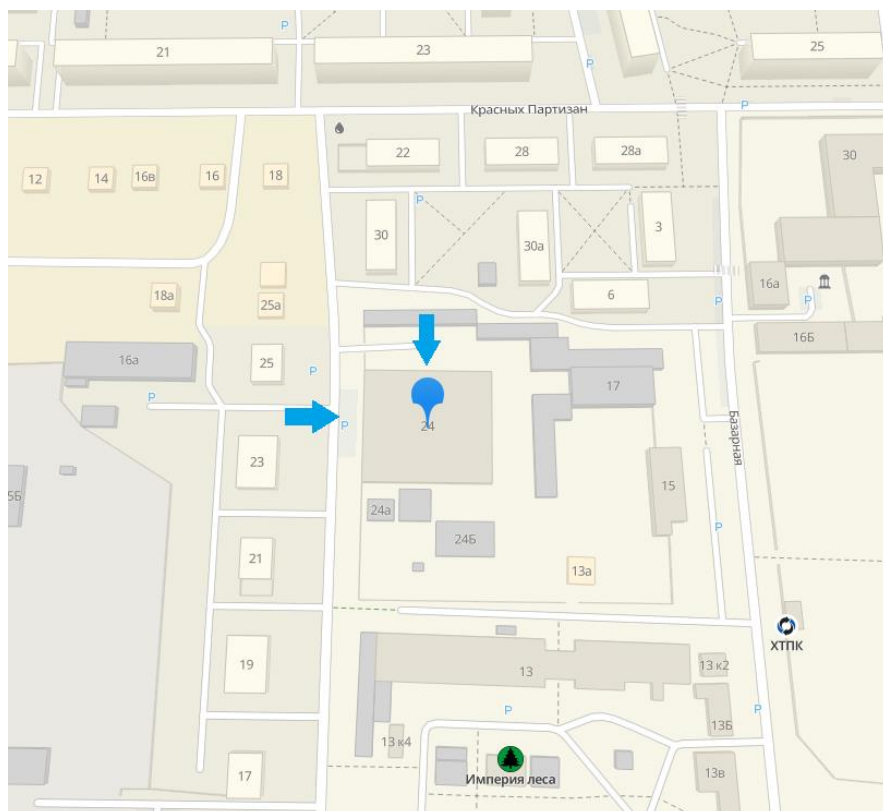 21
23
25
P
P
P
Красных Партизан
22
28
28а
30
12
14
16в
16
18
P
30
30а
3
16а
18а
25а
6
P
P
16Б
16а
25
P
17
P
24
P
Базарная
23
15
5Б
24а
24Б
P
21
13а
ХТПК
19
13
13 к2
P
P
13Б
13 к4
17
Империя леса
13в